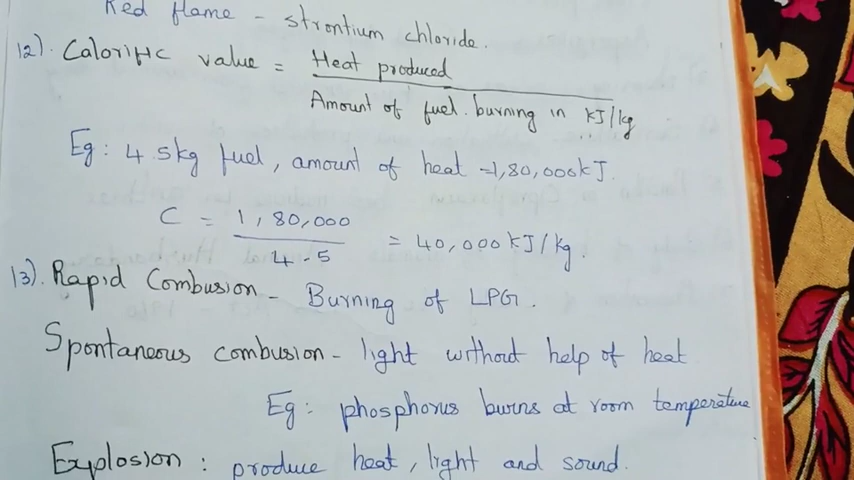 Red flame - strontium chloride.
12). Calorific value = Heat produced
Amount of fuel. burning in KJ/kg
Eg: 4.5kg fuel, amount of heat =1,80,000kJ.
C = 1,80,000
4.5
= 40,000 KJ/kg.
13). Rapid Combusion - Burning of LPG.
Spontaneous combusion - light without help of heat
Eg: phosphorus burns at room temperature
Explosion: produce heat, light and sound.